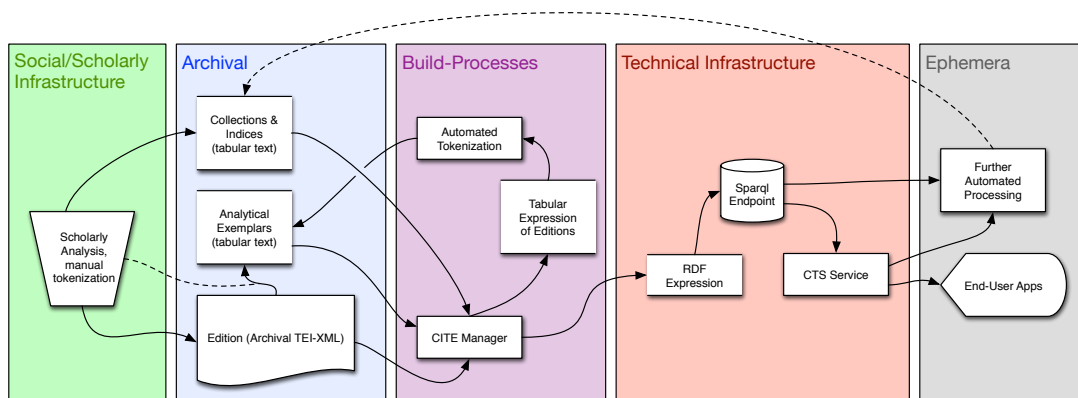 Social/Scholarly
Infrastructure
Archival
Build-Processes
Technical Infrastructure
Ephemera
Collections &
Indices
(tabular text)
Automated
Tokenization
Further
Automated
Processing
Sparql
Endpoint
Analytical
Exemplars
(tabular text)
Tabular
Expression
of Editions
Scholarly
Analysis,
manual
tokenization
RDF
Expression
CTS Service
End-User Apps
Edition (Archival TEI-XML)
CITE Manager